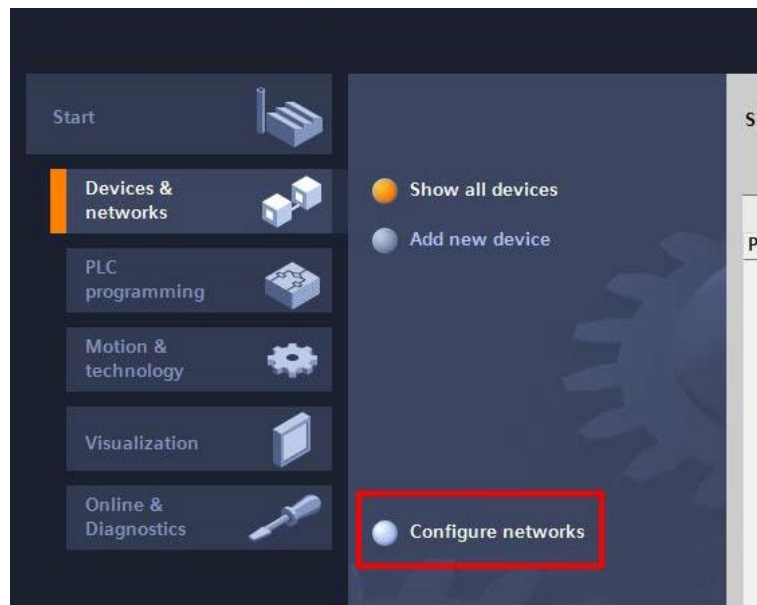 Start
Devices &
networks
PLC
programming
Motion &
technology
Visualization
Online &
Diagnostics
Show all devices
Add new device
Configure networks
S
P